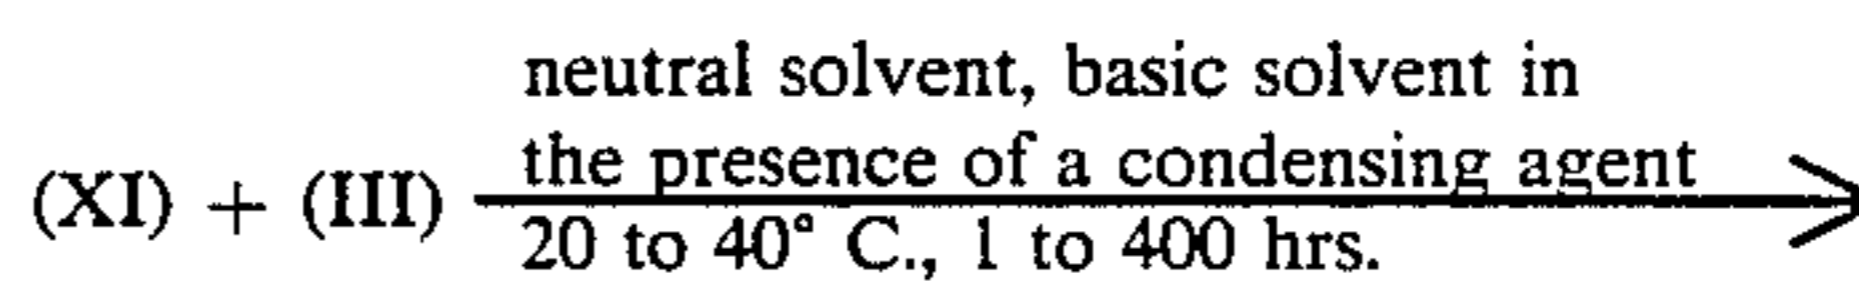 neutral solvent, basic solvent in
the presence of a condensing agent
(XI) + (III)
20 to 40° C., 1 to 400 hrs.